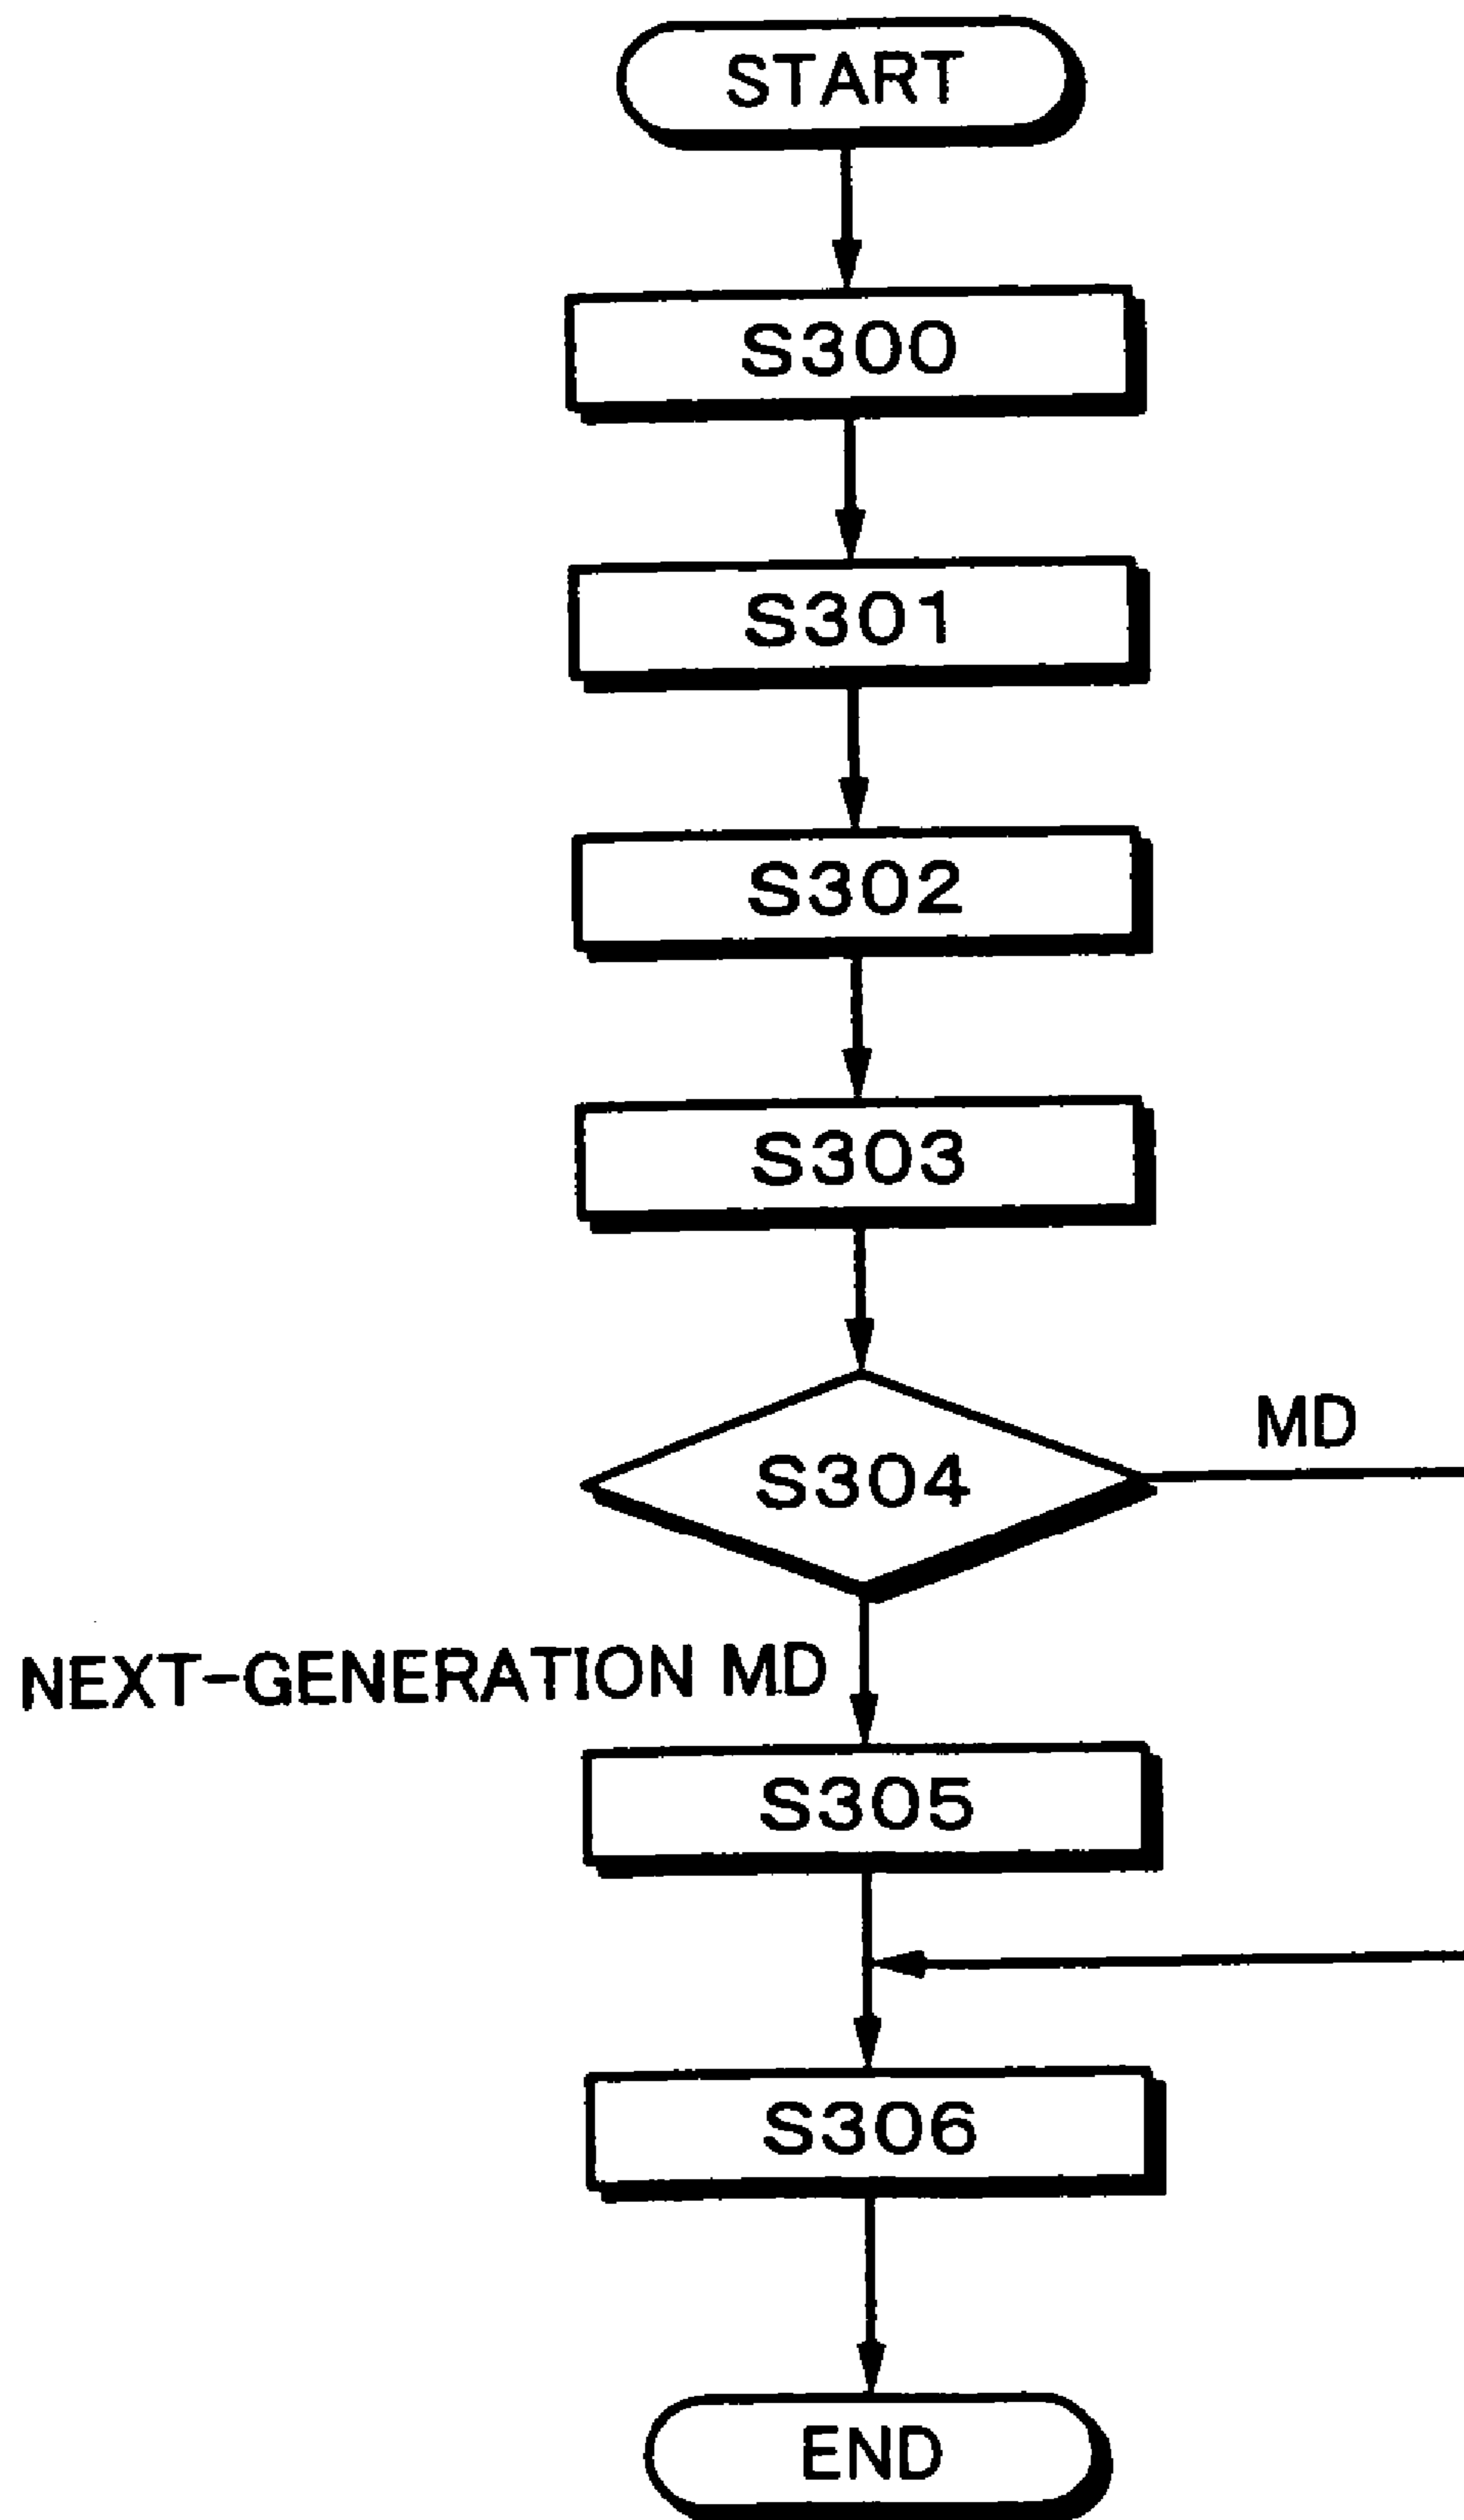 START
S300
S301
S302
S303
S304
MD
NEXT-GENERATION MD
S305
S306
END